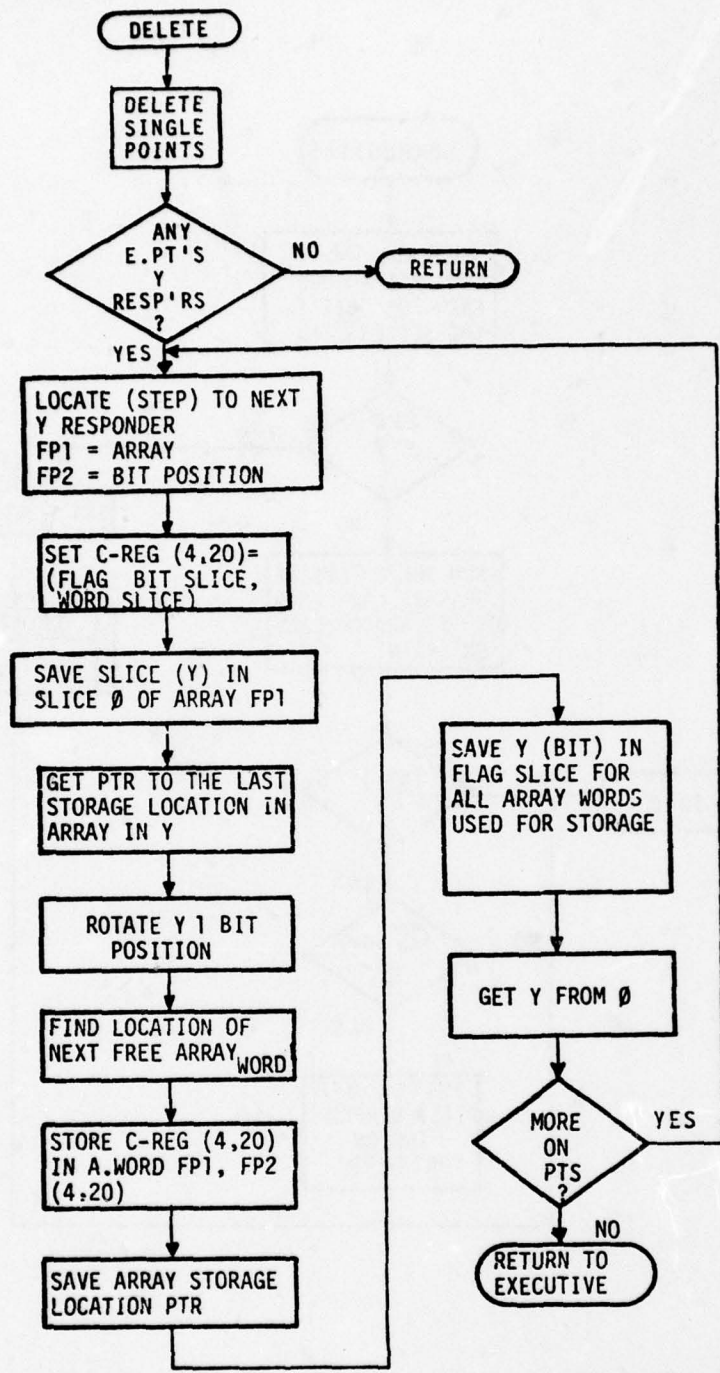 DELETE
DELETE
SINGLE
POINTS
ANY
E.PT'S
Y
RESP'RS
?
NO
RETURN
YES
LOCATE (STEP) TO NEXT
Y RESPONDER
FP1 = ARRAY
FP2 = BIT POSITION
SET C-REG (4,20)=
(FLAG BIT SLICE,
WORD SLICE)
SAVE SLICE (Y) IN
SLICE Ø OF ARRAY FP1
GET PTR TO THE LAST
STORAGE LOCATION IN
ARRAY IN Y
ROTATE Y 1 BIT
POSITION
FIND LOCATION OF
NEXT FREE ARRAY WORD
STORE C-REG (4,20)
IN A.WORD FP1, FP2
(4,20)
SAVE ARRAY STORAGE
LOCATION PTR
SAVE Y (BIT) IN
FLAG SLICE FOR
ALL ARRAY WORDS
USED FOR STORAGE
GET Y FROM Ø
MORE
ON
PTS
?
YES
NO
RETURN TO
EXECUTIVE